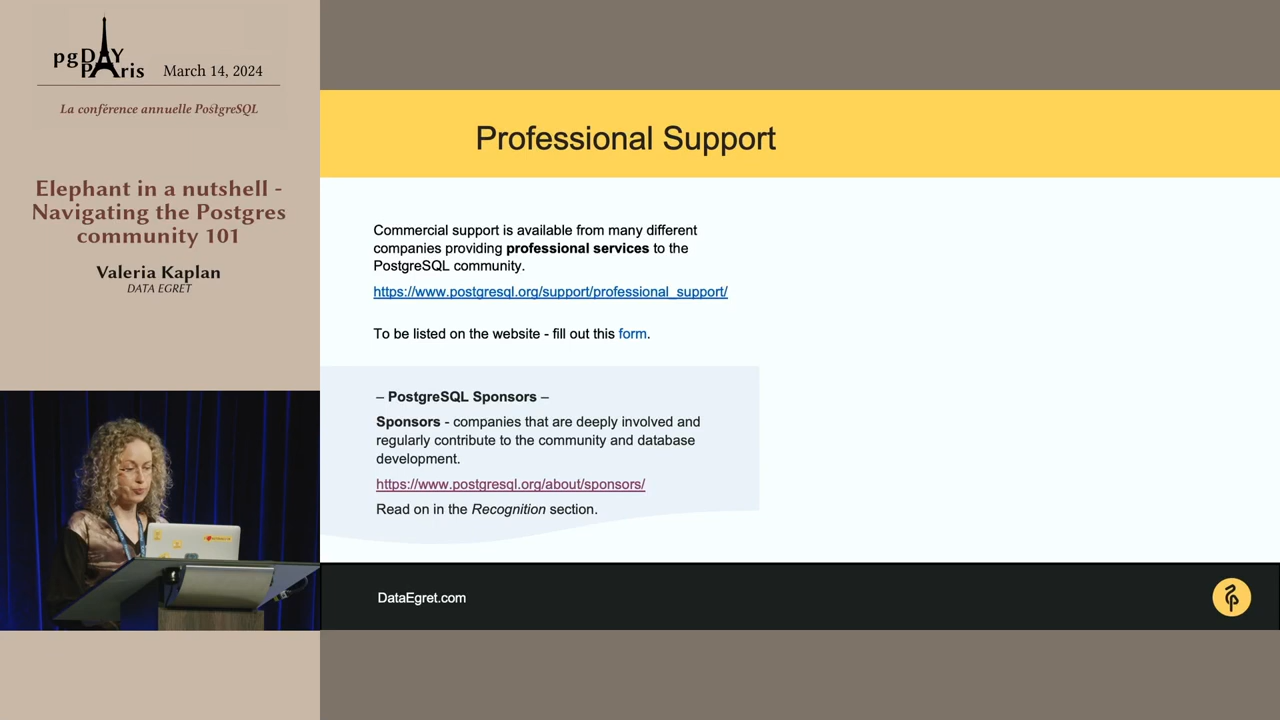 pgDAY
PAris
March 14, 2024
La conférence annuelle PostgreSQL
Elephant in a nutshell -
Navigating the Postgres
community 101
Valeria Kaplan
DATA EGRET
Professional Support
Commercial support is available from many different
companies providing professional services to the
PostgreSQL community.
https://www.postgresql.org/support/professional_support/
To be listed on the website - fill out this form.
– PostgreSQL Sponsors –
Sponsors - companies that are deeply involved and
regularly contribute to the community and database
development.
https://www.postgresql.org/about/sponsors/
Read on in the Recognition section.
DataEgret.com